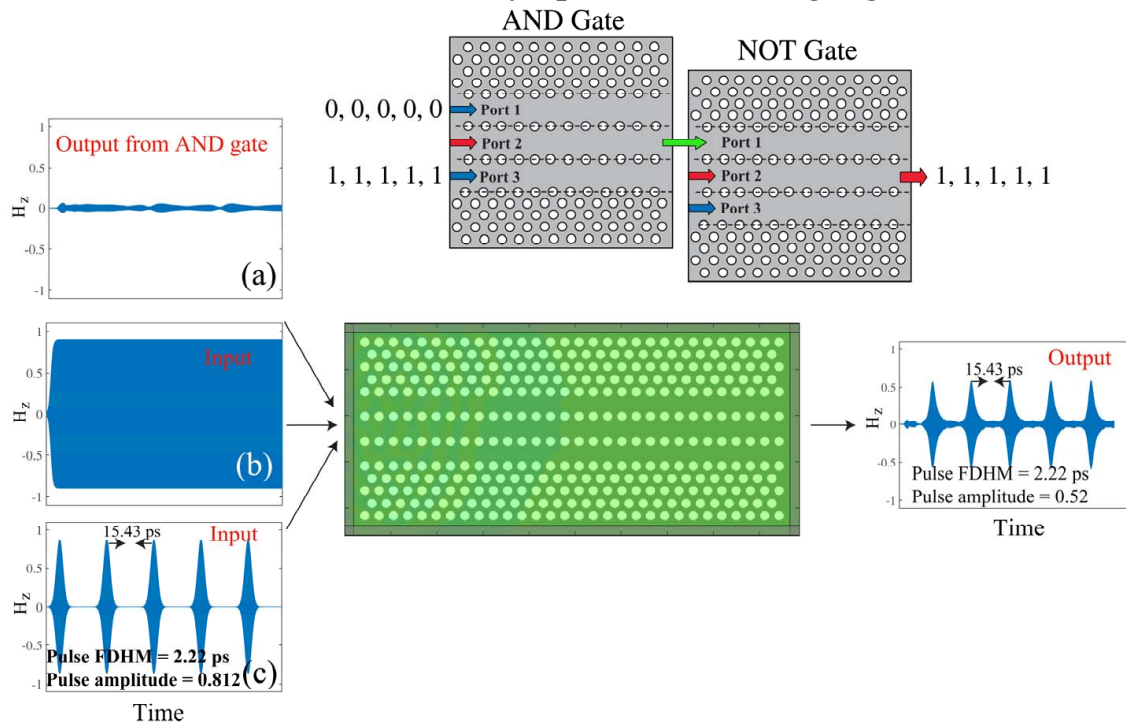 AND Gate
NOT Gate
0, 0, 0, 0, 0
Port 1
Port 2
1, 1, 1, 1, 1
Port 3
Port 1
Port 2
1, 1, 1, 1, 1
Port 3
Output from AND gate
1
0.5
0
-0.5
-1
Hz
(a)
Input
1
0.5
0
-0.5
-1
Hz
(b)
15.43 ps
Input
1
0.5
0
-0.5
-1
Hz
Pulse FDHM = 2.22 ps
Pulse amplitude = 0.812
(c)
Time
Output
15.43 ps
1
0.5
0
-0.5
-1
Hz
Pulse FDHM = 2.22 ps
Pulse amplitude = 0.52
Time